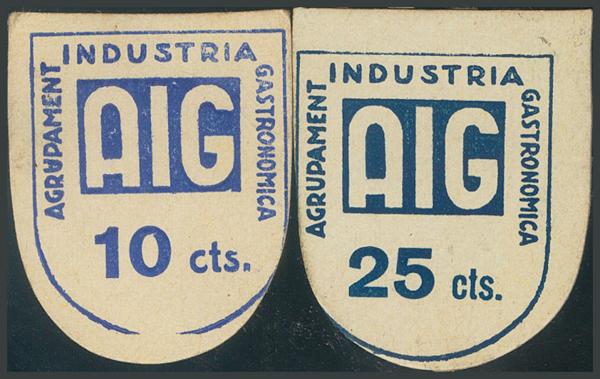 INDUSTRIA
AGRUPAMENT
AIG
GASTRONOMICA
10 cts.
INDUSTRIA
AGRUPAMENT
AIG
GASTRONOMICA
25 cts.